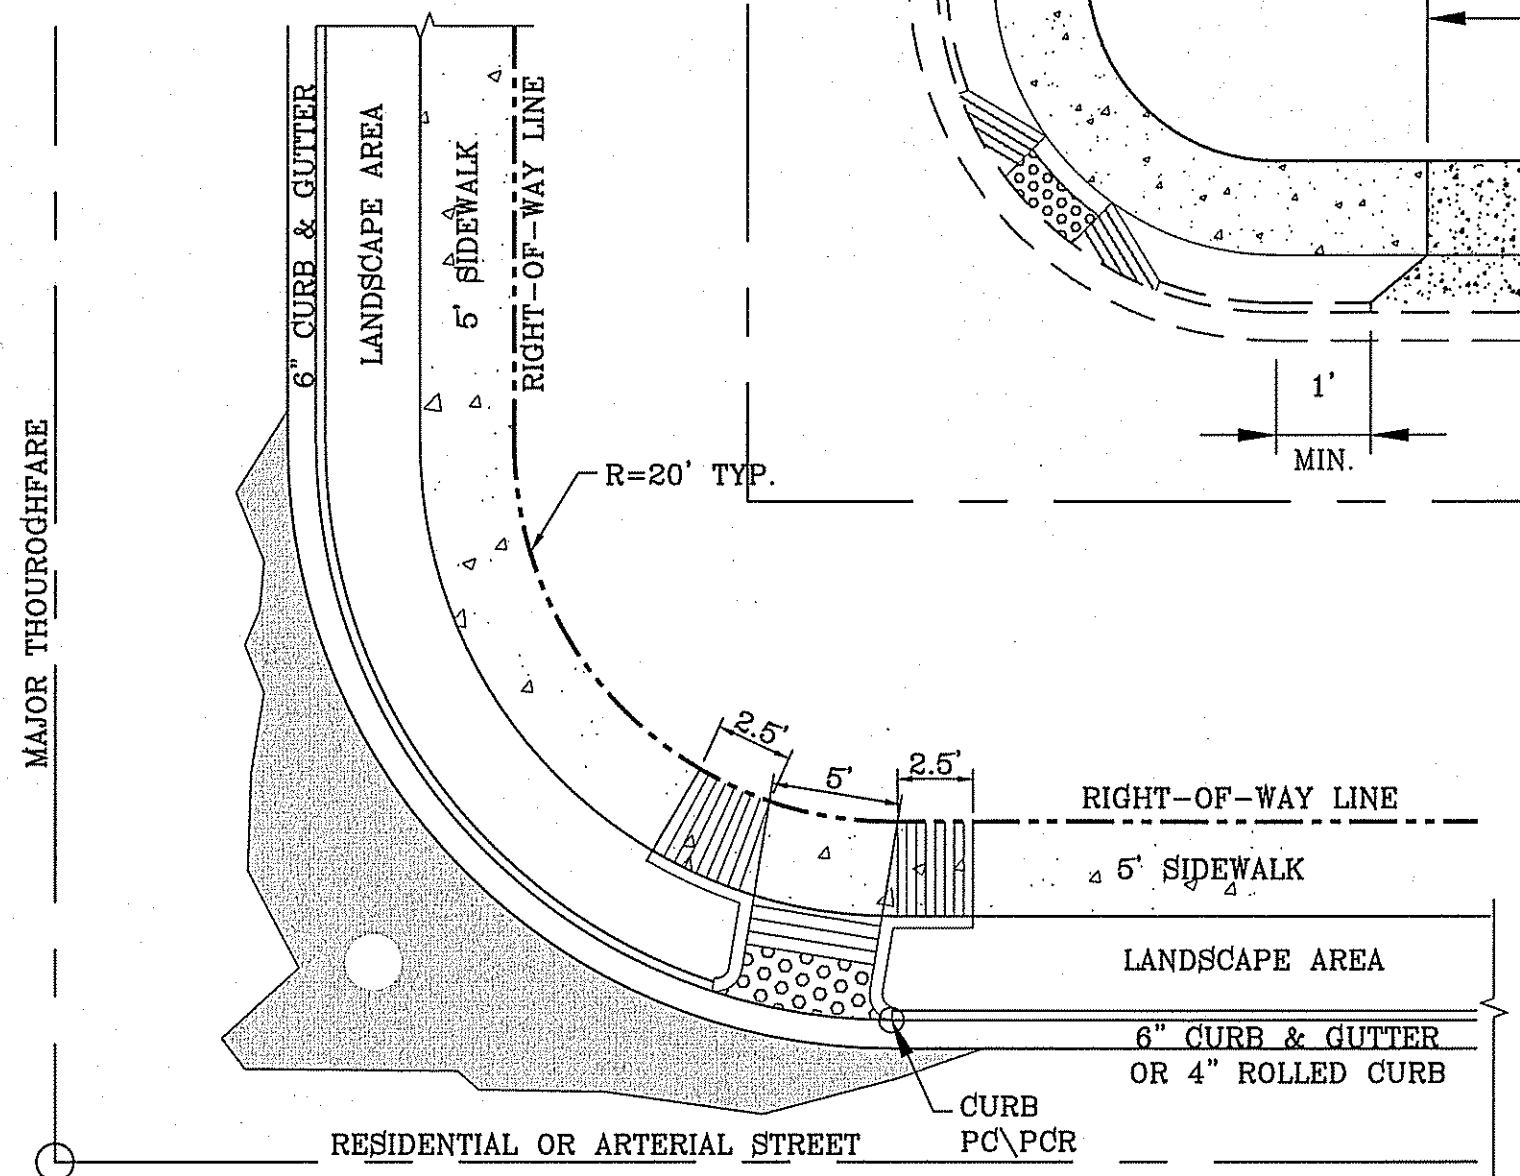 6" CURB & GUTTER
LANDSCAPE AREA
5' SIDEWALK
RIGHT-OF-WAY LINE
MAJOR THOUROGHFARE
R=20' TYP.
1'
MIN.
2.5'
5'
2.5'
RIGHT-OF-WAY LINE
5' SIDEWALK
LANDSCAPE AREA
6" CURB & GUTTER
OR 4" ROLLED CURB
CURB
PC\PCR
RESIDENTIAL OR ARTERIAL STREET